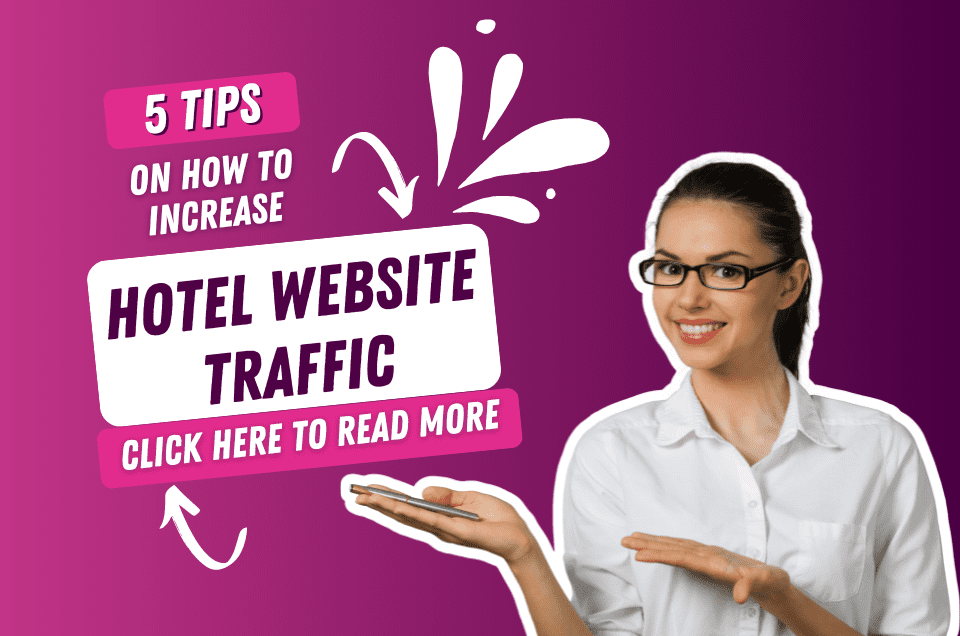 5 TIPS
ON HOW TO
INCREASE
HOTEL WEBSITE
TRAFFIC
CLICK HERE TO READ MORE